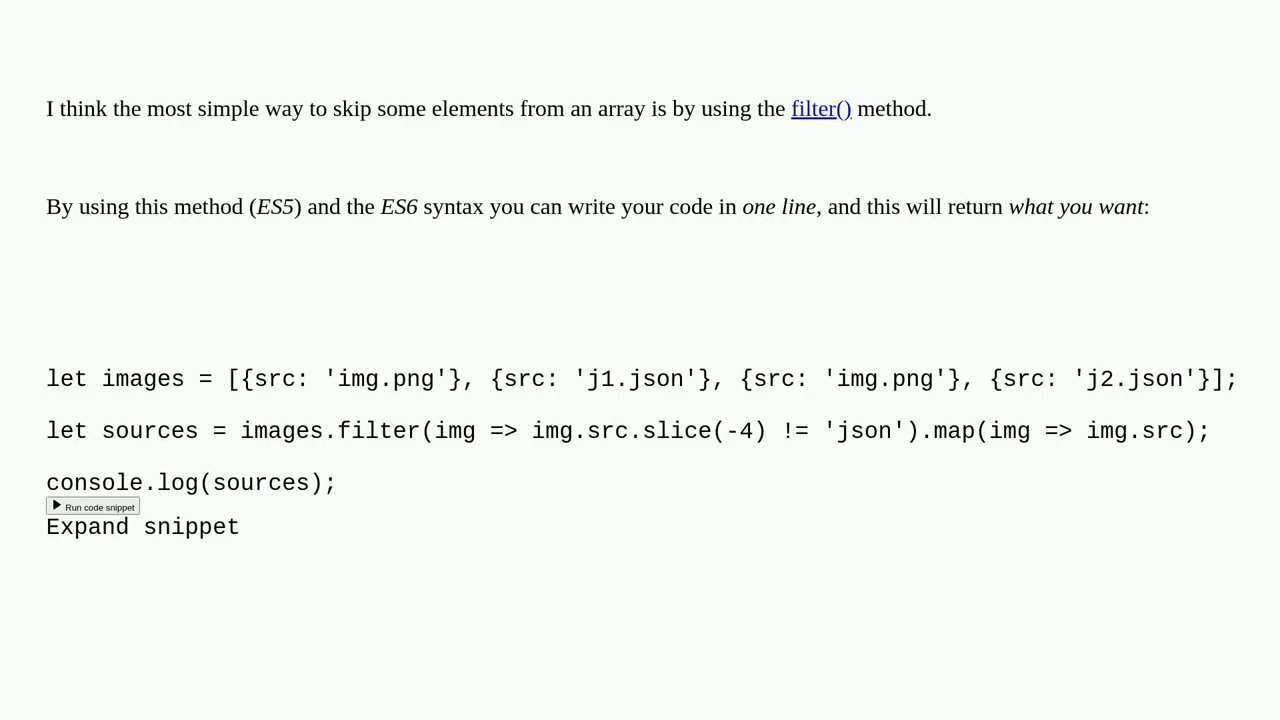 I think the most simple way to skip some elements from an array is by using the filter() method.
By using this method (ES5) and the ES6 syntax you can write your code in one line, and this will return what you want:
let images = [{src: 'img.png'}, {src: 'j1.json'}, {src: 'img.png'}, {src: 'j2.json'}];
let sources = images.filter(img => img.src.slice(-4) != 'json').map(img => img.src);
console.log(sources);
Run code snippet
Expand snippet